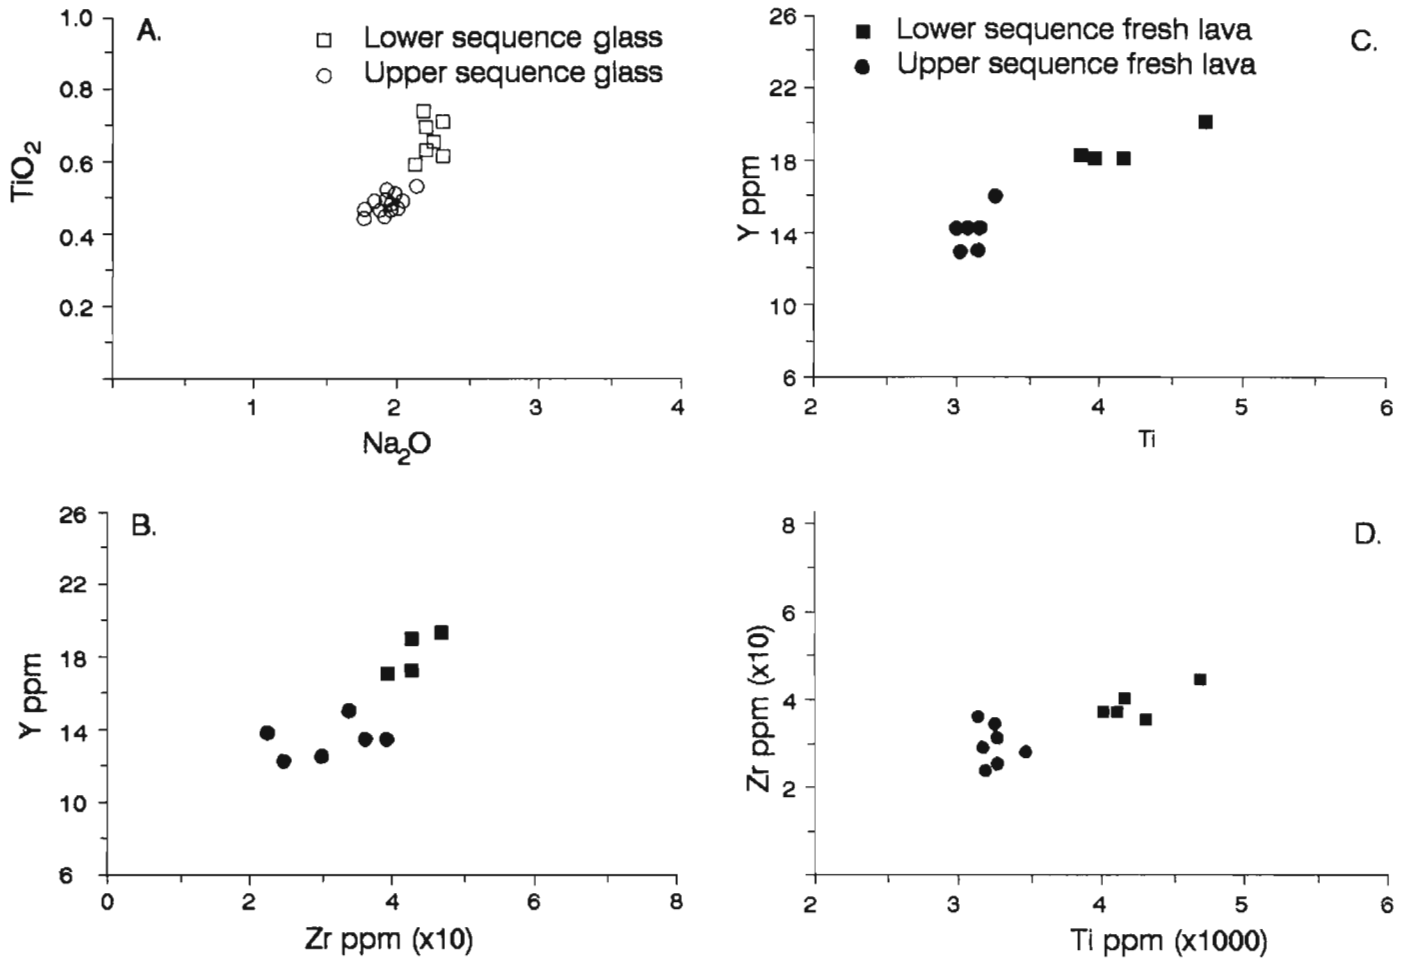 A.
Lower sequence glass
Upper sequence glass
1.0
0.8
0.6
0.4
0.2
TiO2
1 2 3 4
Na2O
C.
Lower sequence fresh lava
Upper sequence fresh lava
26
22
18
14
10
6
Y ppm
2 3 4 5 6
Ti
B.
26
22
18
14
10
6
Y ppm
0 2 4 6 8
Zr ppm (x10)
D.
8
6
4
2
Zr ppm (x10)
2 3 4 5 6
Ti ppm (x1000)